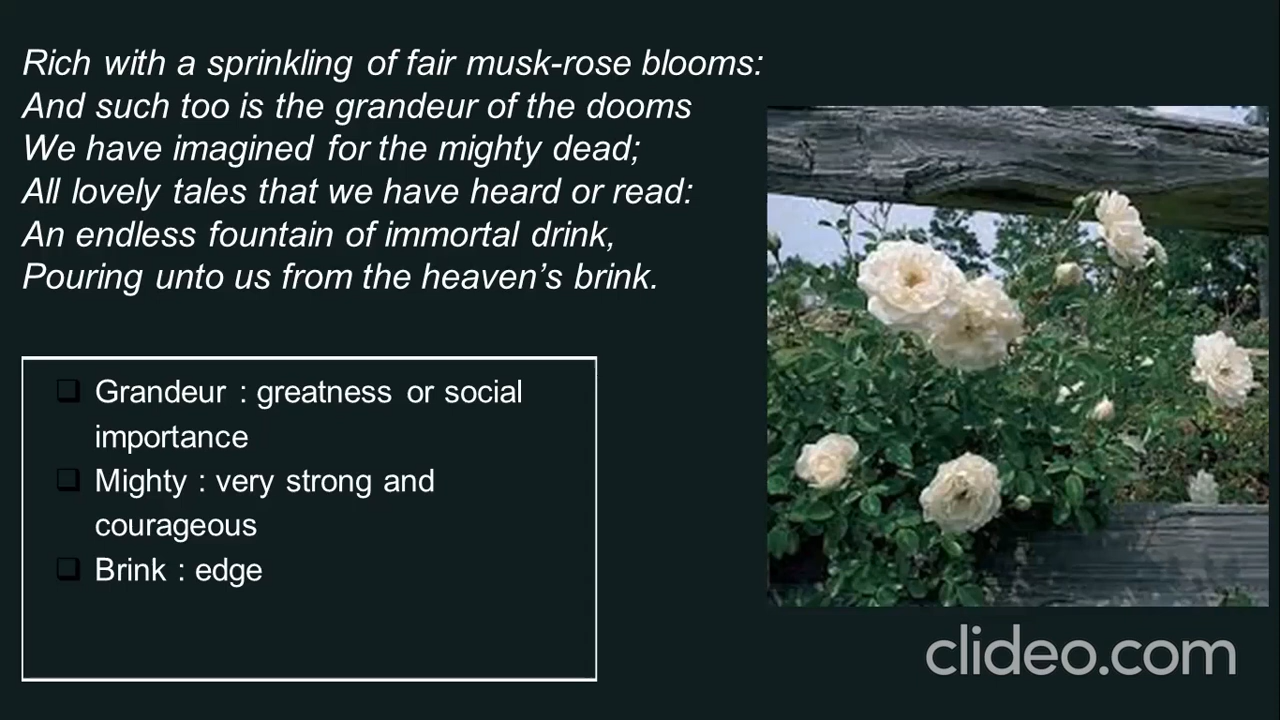 Rich with a sprinkling of fair musk-rose blooms:
And such too is the grandeur of the dooms
We have imagined for the mighty dead;
All lovely tales that we have heard or read:
An endless fountain of immortal drink,
Pouring unto us from the heaven's brink.
Grandeur : greatness or social
importance
Mighty : very strong and
courageous
Brink : edge
clideo.com